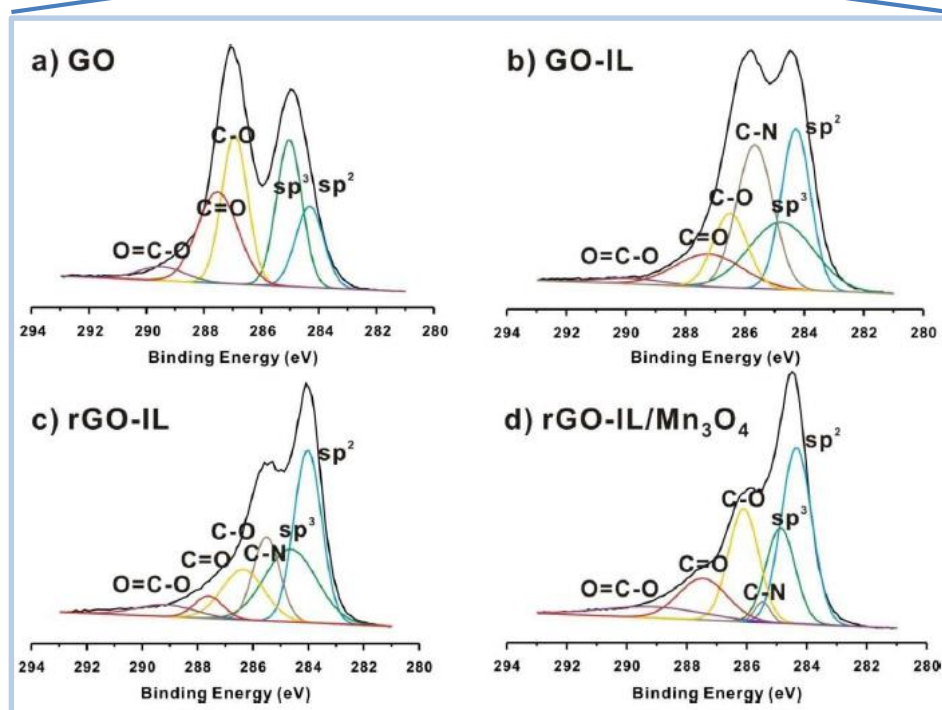 a) GO
C-O
sp³ sp²
C=O
O=C-O
294 292 290 288 286 284 282 280
Binding Energy (eV)
b) GO-IL
C-N
sp²
C-O
sp³
C=O
O=C-O
294 292 290 288 286 284 282 280
Binding Energy (eV)
c) rGO-IL
sp²
C-O
sp³
C=O
C-N
O=C-O
294 292 290 288 286 284 282 280
Binding Energy (eV)
d) rGO-IL/Mn₃O₄
sp²
C-O
sp³
C=O
O=C-O
C-N
294 292 290 288 286 284 282 280
Binding Energy (eV)